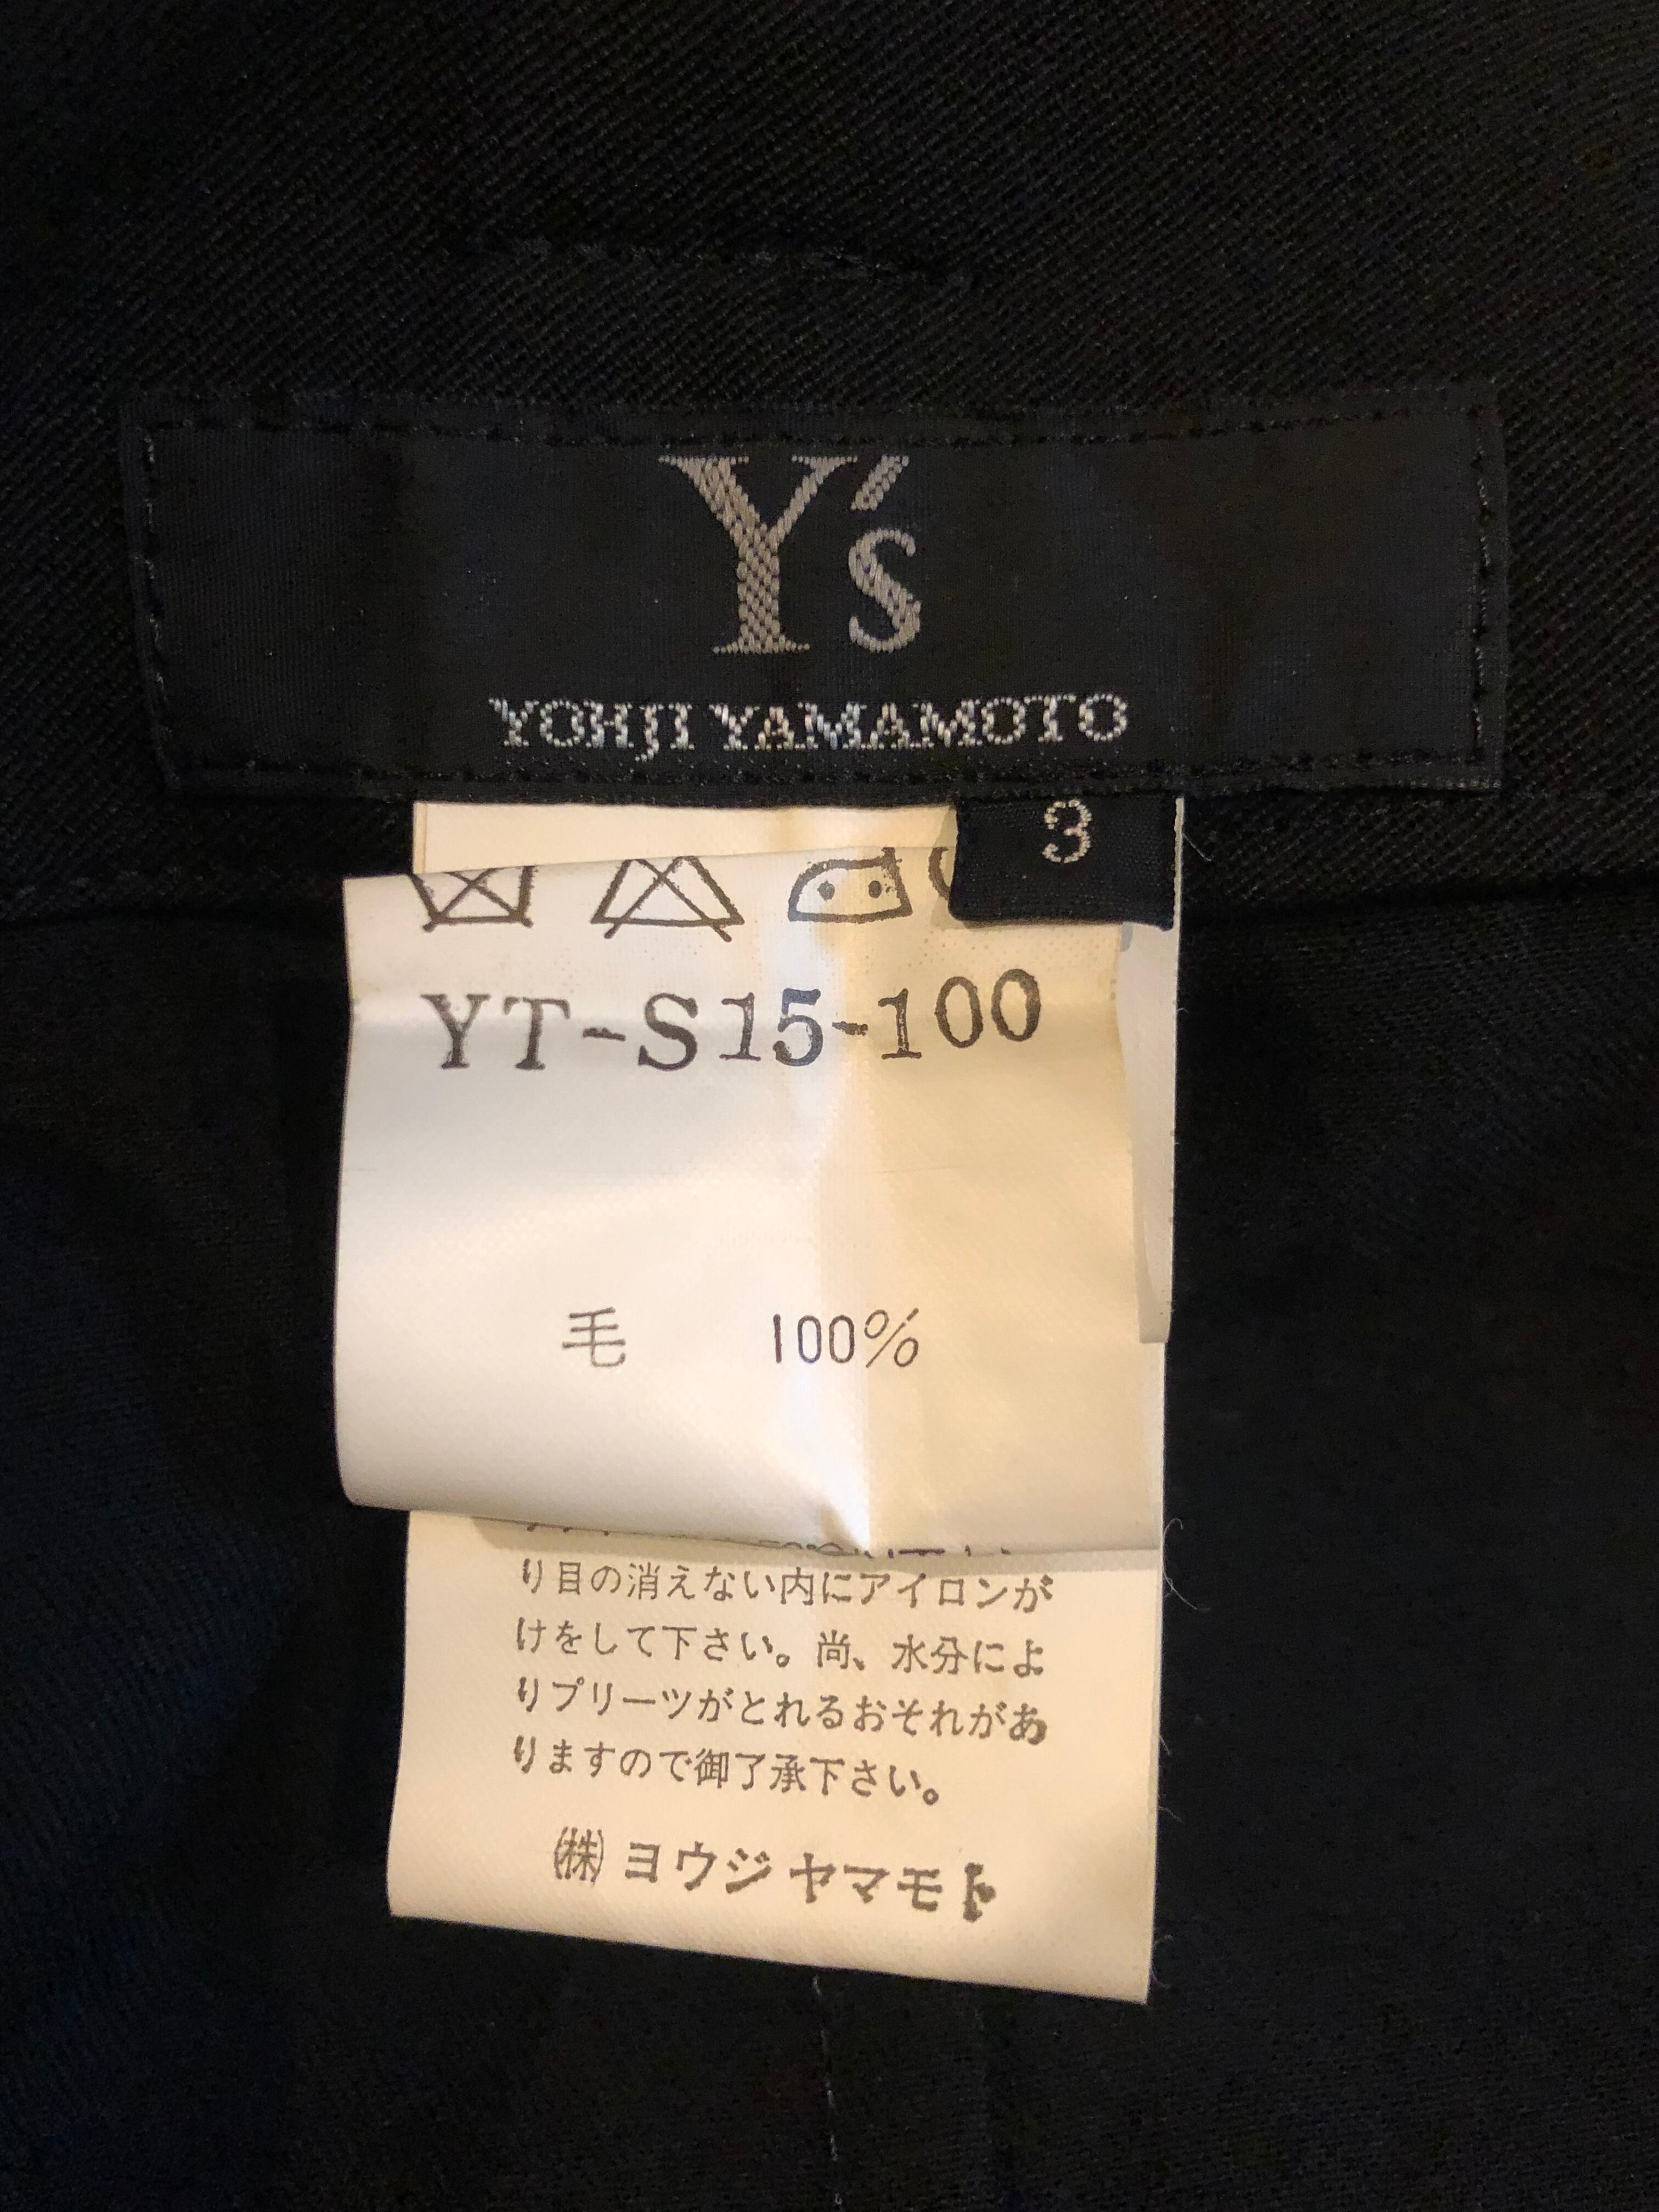 Y's
YOHJI YAMAMOTO
3
YT-S15-100
毛 100%
り目の消えない内にアイロンが
けをして下さい。尚、水分によ
りプリーツがとれるおそれがあ
りますので御了承下さい。
㈱ ヨウジ ヤマモト